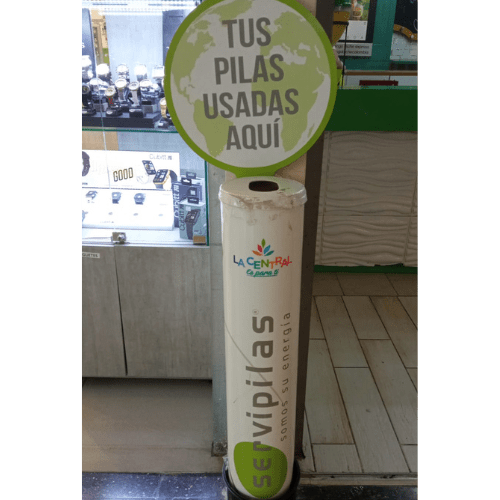 TUS
PILAS
USADAS
AQUÍ
LA CENTRAL
servipilas
somos su energía
GOOD